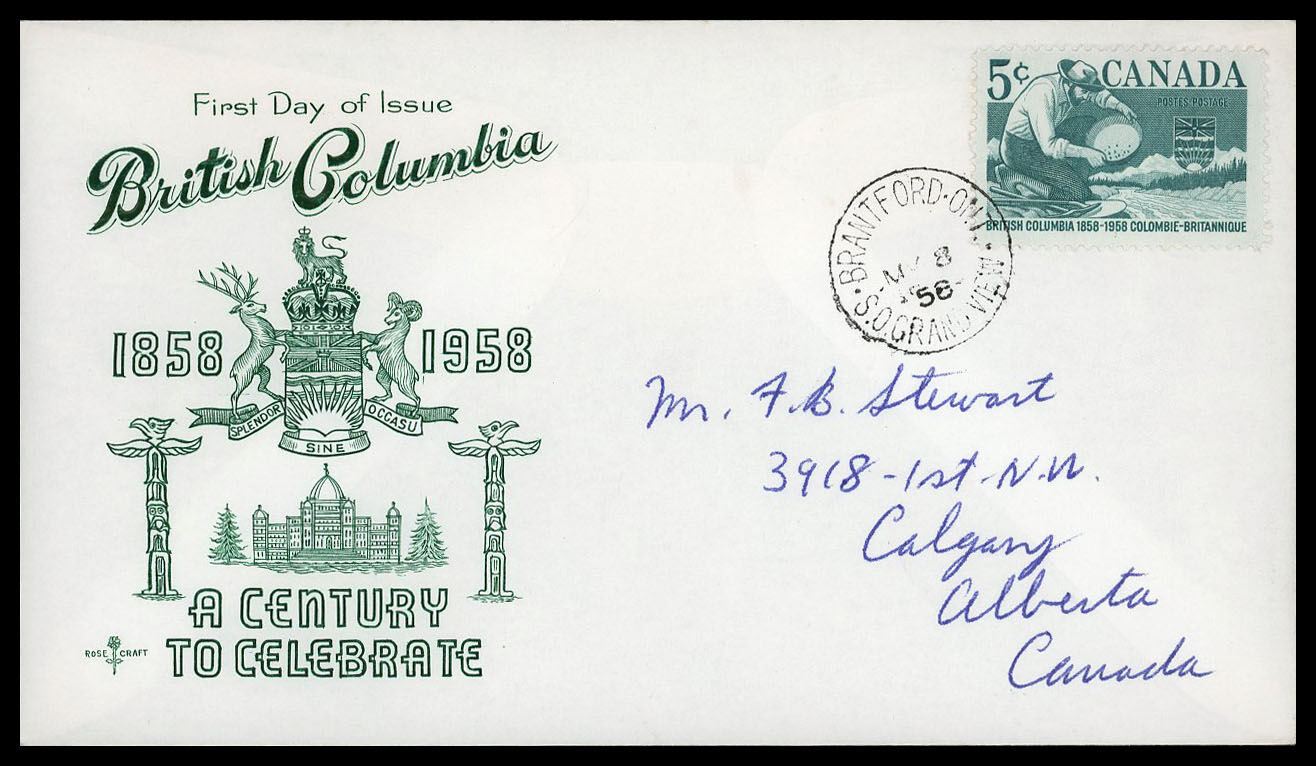 First Day of Issue
British Columbia
1858 1958
SPLENDOR SINE OCCASU
A CENTURY
TO CELEBRATE
ROSE CRAFT
5¢ CANADA
POSTES POSTAGE
BRITISH COLUMBIA 1858-1958 COLOMBIE-BRITANNIQUE
BRANTFORD·ONT.
MY 8
58
S.O. GRAND VIEW
Mr. F.B. Stewart
3918 - 1st N.W.
Calgary
Alberta
Canada